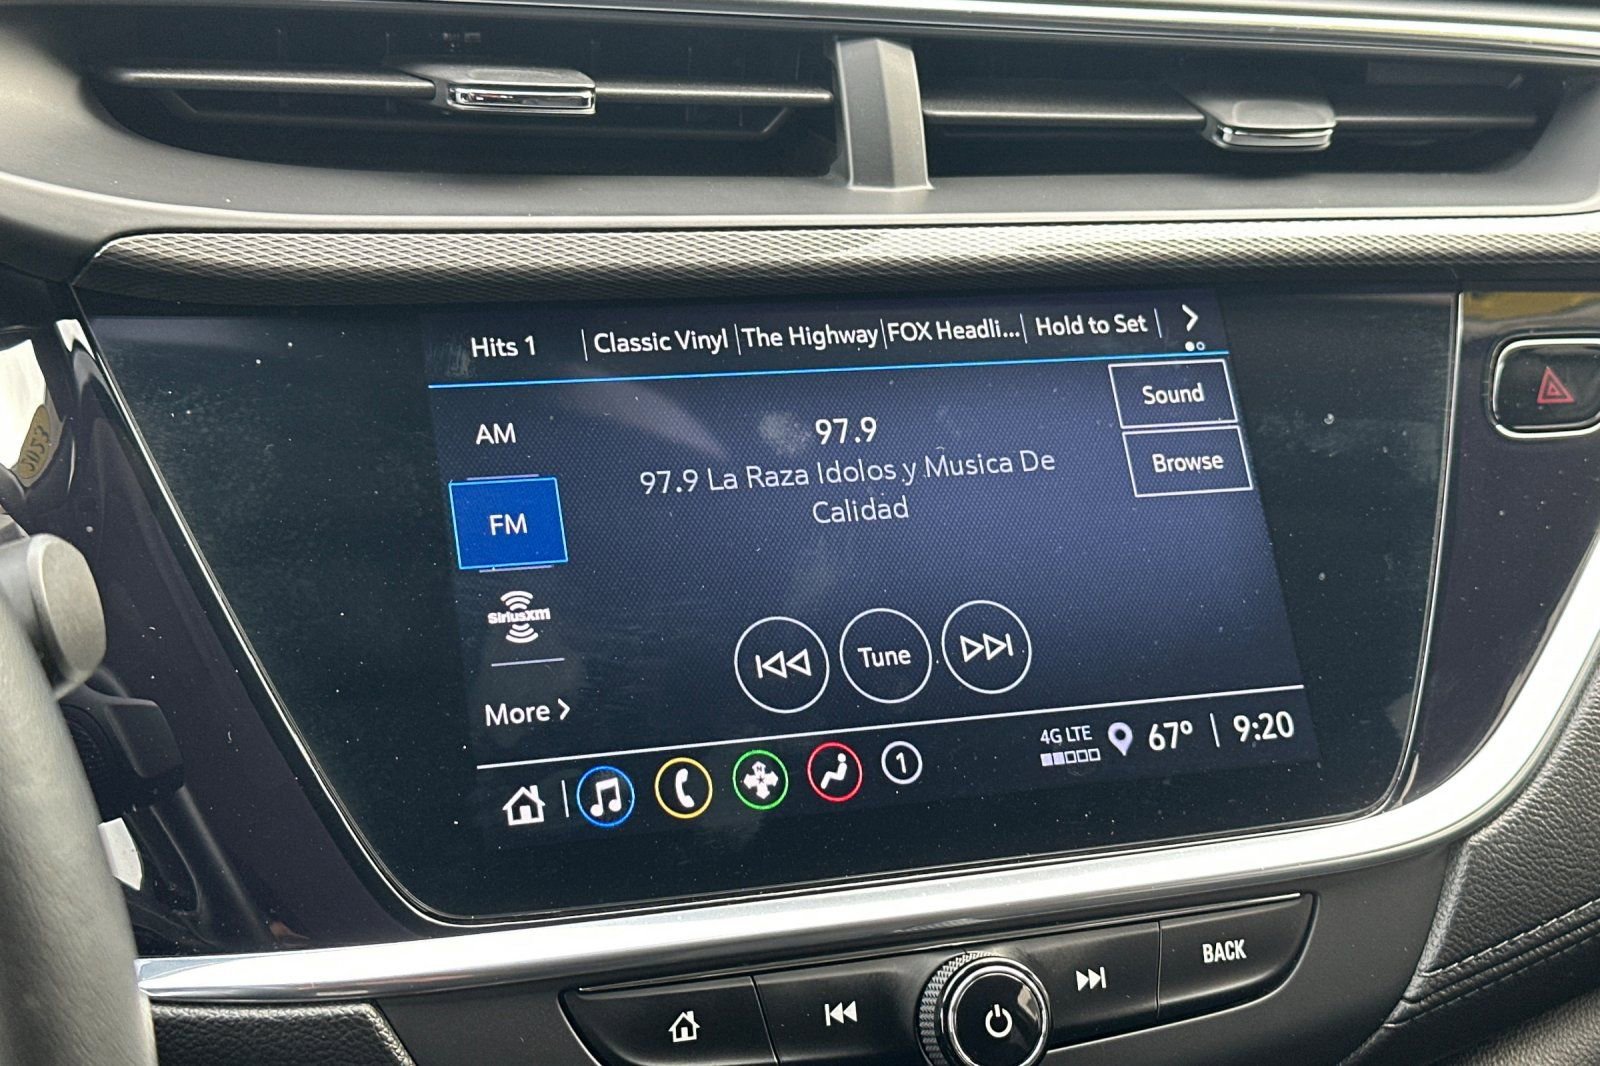 Hits 1 Classic Vinyl The Highway FOX Headli... Hold to Set
Sound
AM
97.9
97.9 La Raza Idolos y Musica De
Calidad
Browse
FM
SiriusXM
Tune
More
4G LTE 67° 9:20
N
1
BACK